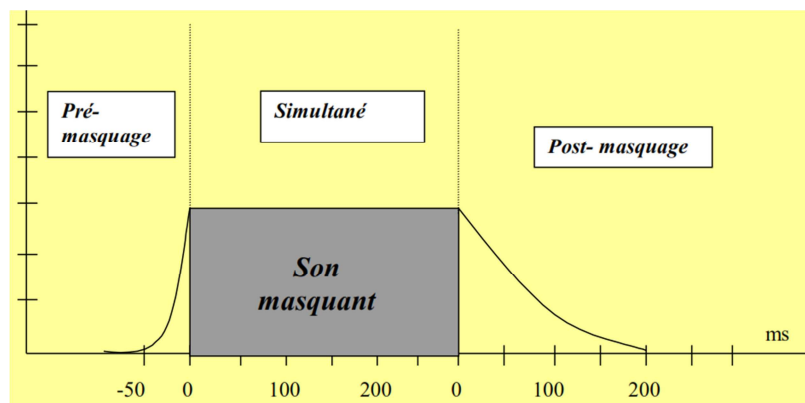 Pré-
masquage
Simultané
Post- masquage
Son
masquant
ms
-50 0 100 200 0 100 200